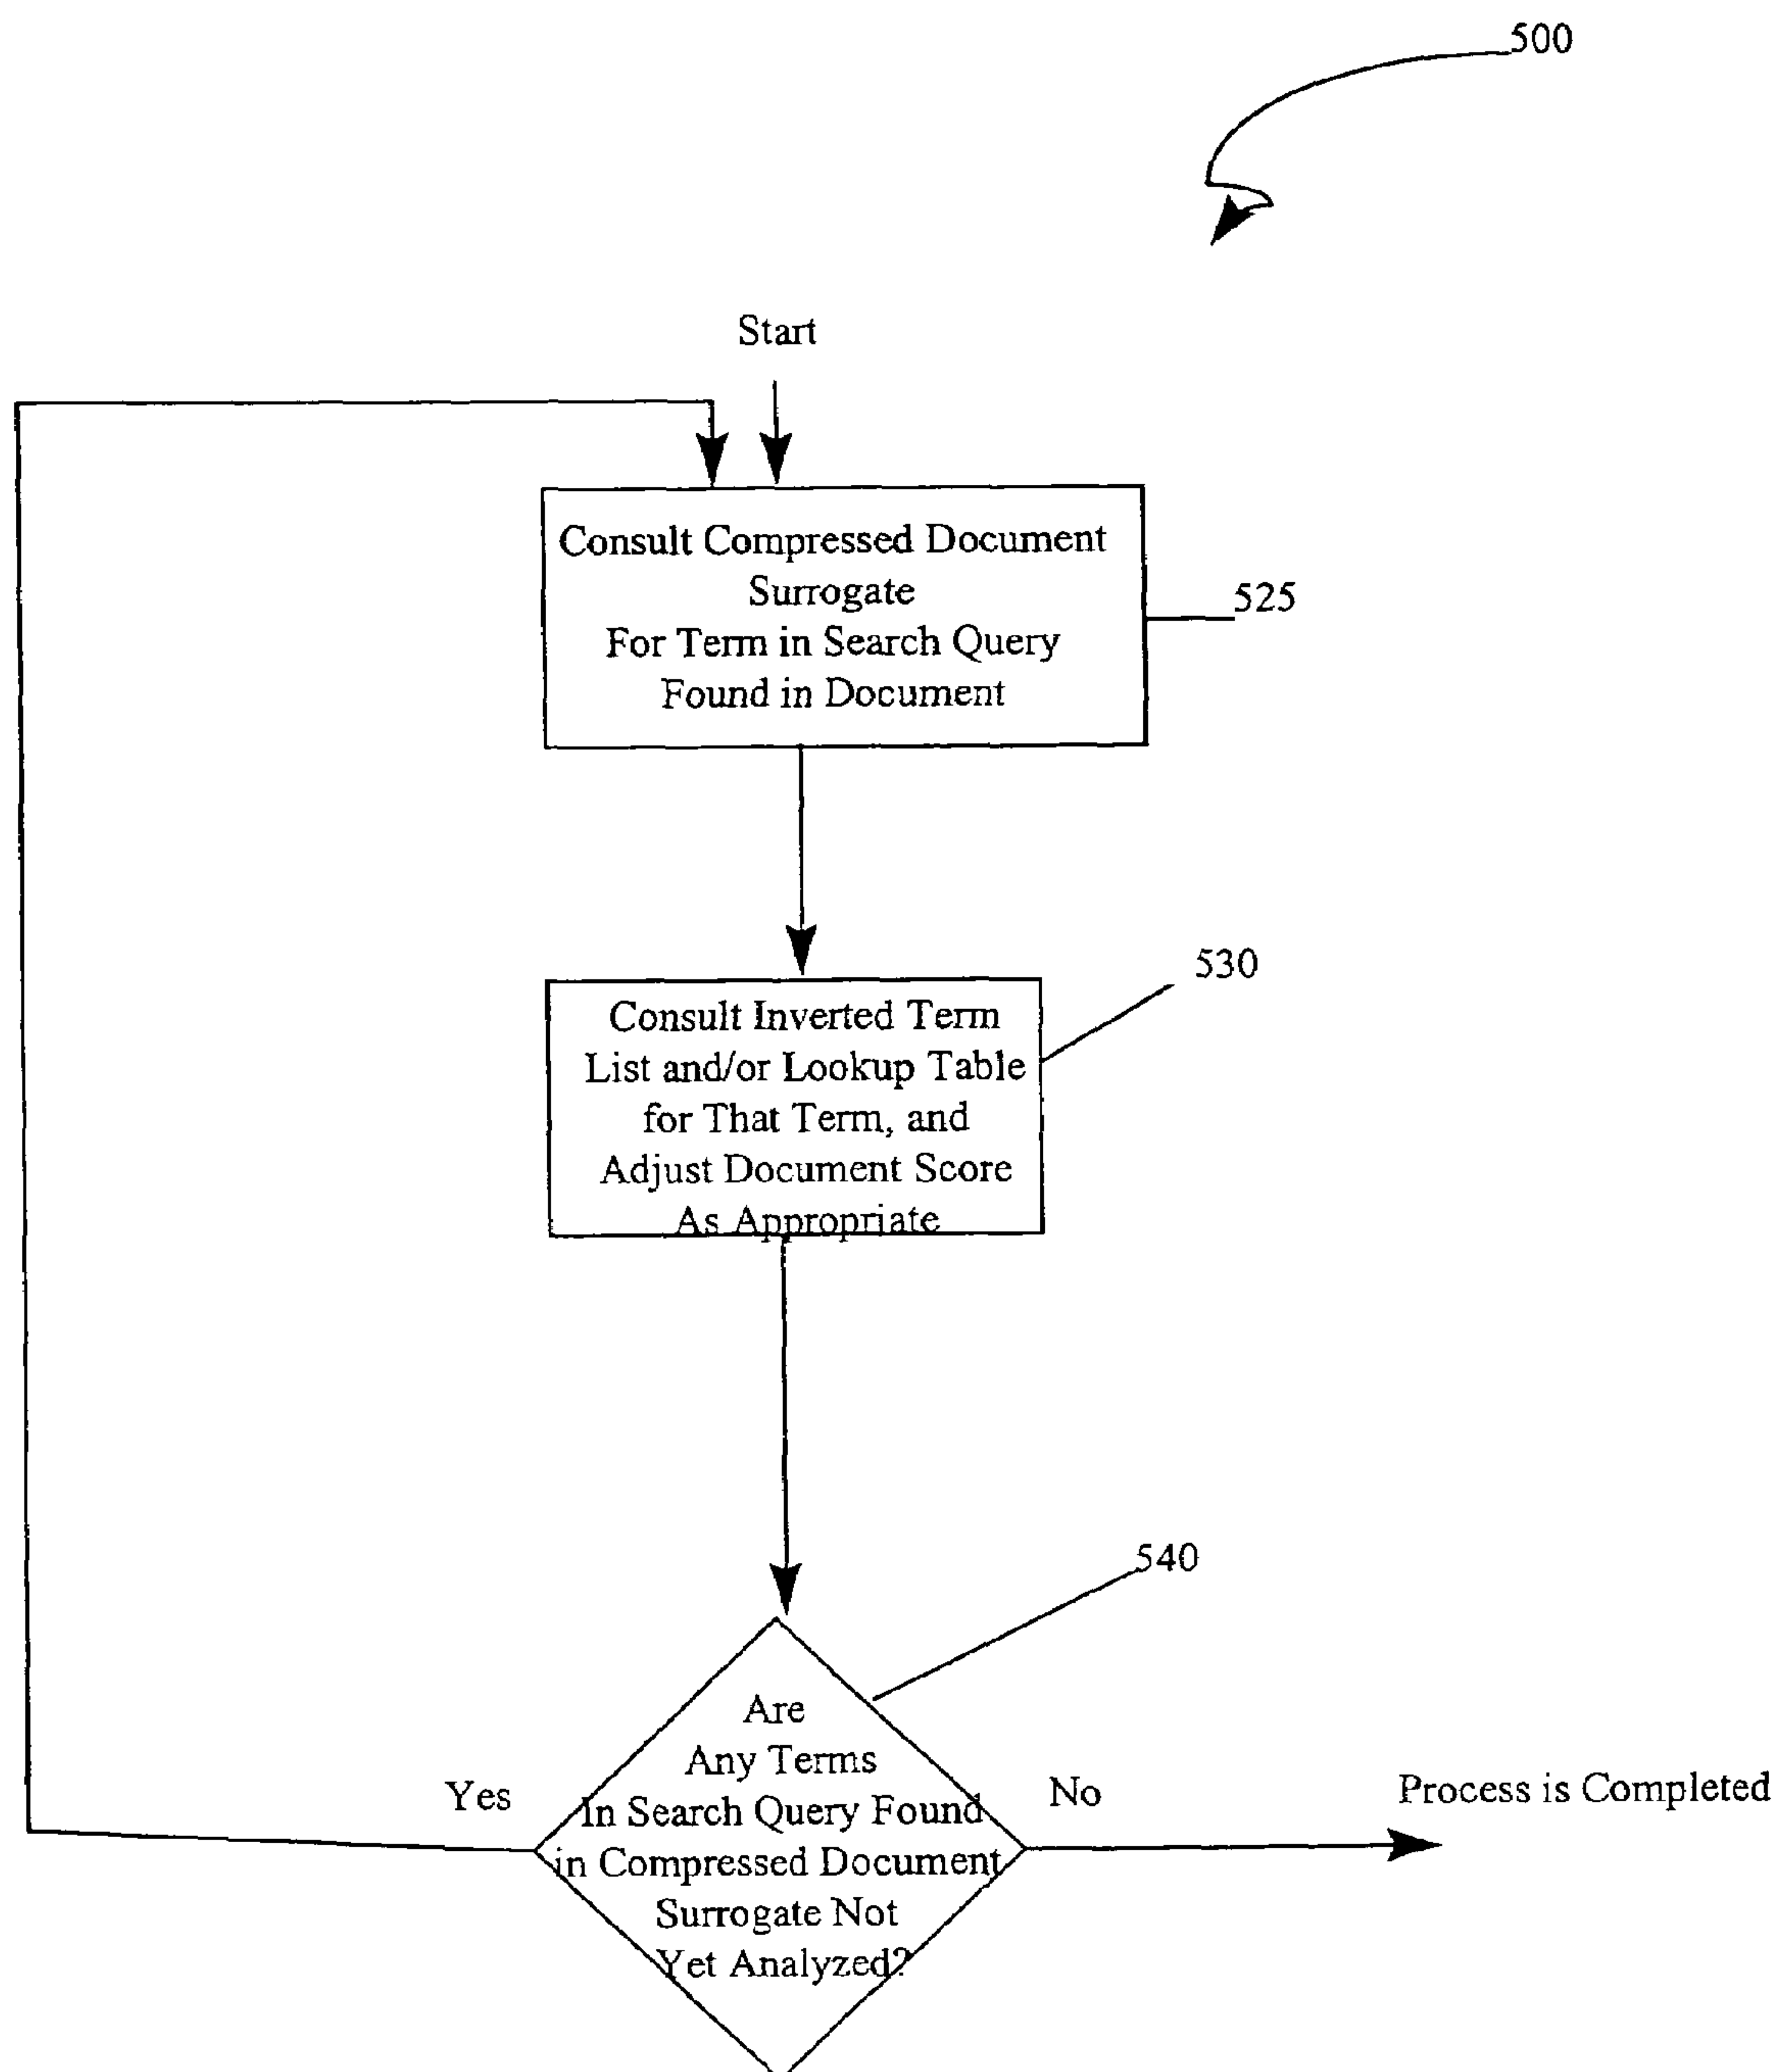 500
Start
Consult Compressed Document
Surrogate
For Term in Search Query
Found in Document
525
530
Consult Inverted Term
List and/or Lookup Table
for That Term, and
Adjust Document Score
As Appropriate
540
Are
Any Terms
In Search Query Found
in Compressed Document
Surrogate Not
Yet Analyzed?
Yes
No
Process is Completed